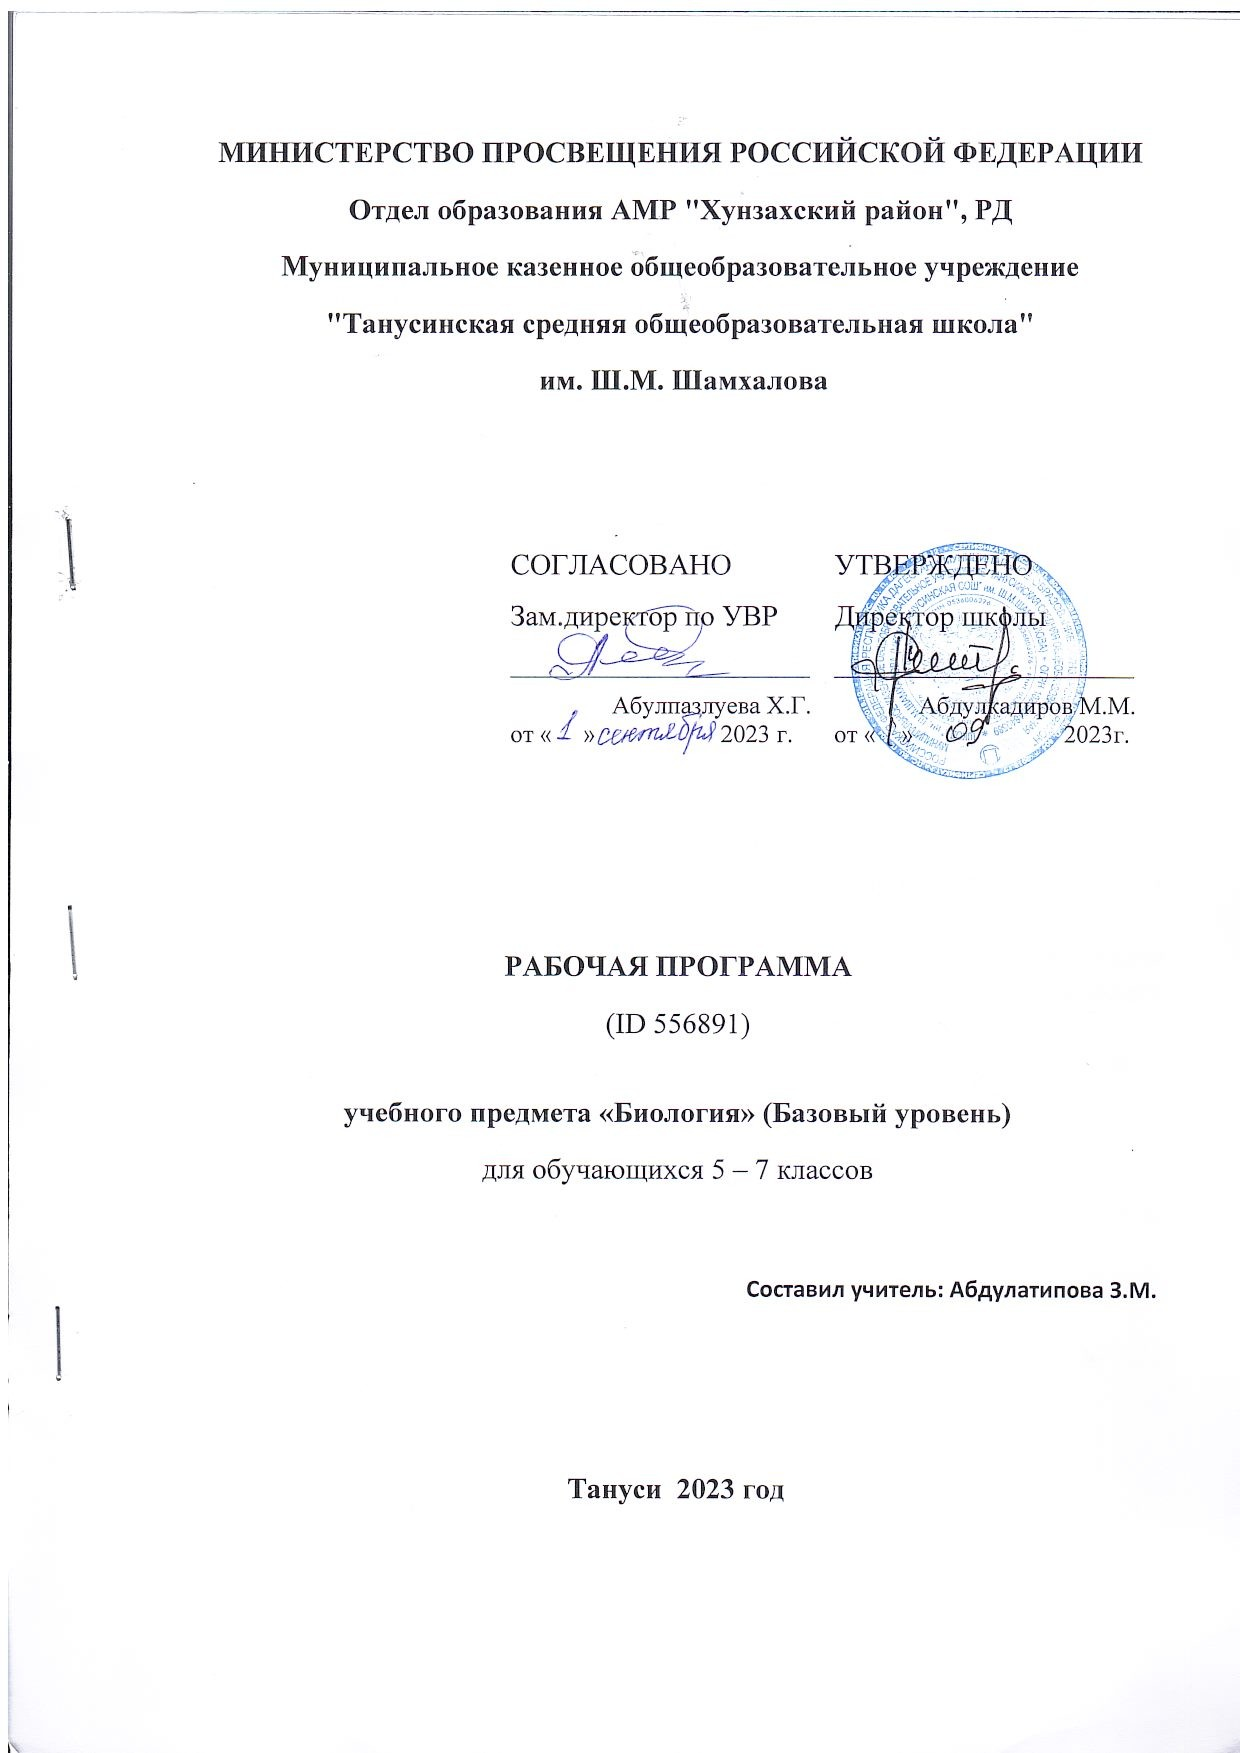 МИНИСТЕРСТВО ПРОСВЕЩЕНИЯ РОССИЙСКОЙ ФЕДЕРАЦИИ
Отдел образования АМР "Хунзахский район", РД
Муниципальное казенное общеобразовательное учреждение
"Танусинская средняя общеобразовательная школа"
им. Ш.М. Шамхалова
СОГЛАСОВАНО
Зам.директор по УВР
Абулпазлуева Х.Г.
от « 1 » сентября 2023 г.
УТВЕРЖДЕНО
Директор школы
Абдулкадиров М.М.
от « 1 » 09 2023г.
РАБОЧАЯ ПРОГРАММА
(ID 556891)
учебного предмета «Биология» (Базовый уровень)
для обучающихся 5 – 7 классов
Составил учитель: Абдулатипова З.М.
Тануси 2023 год